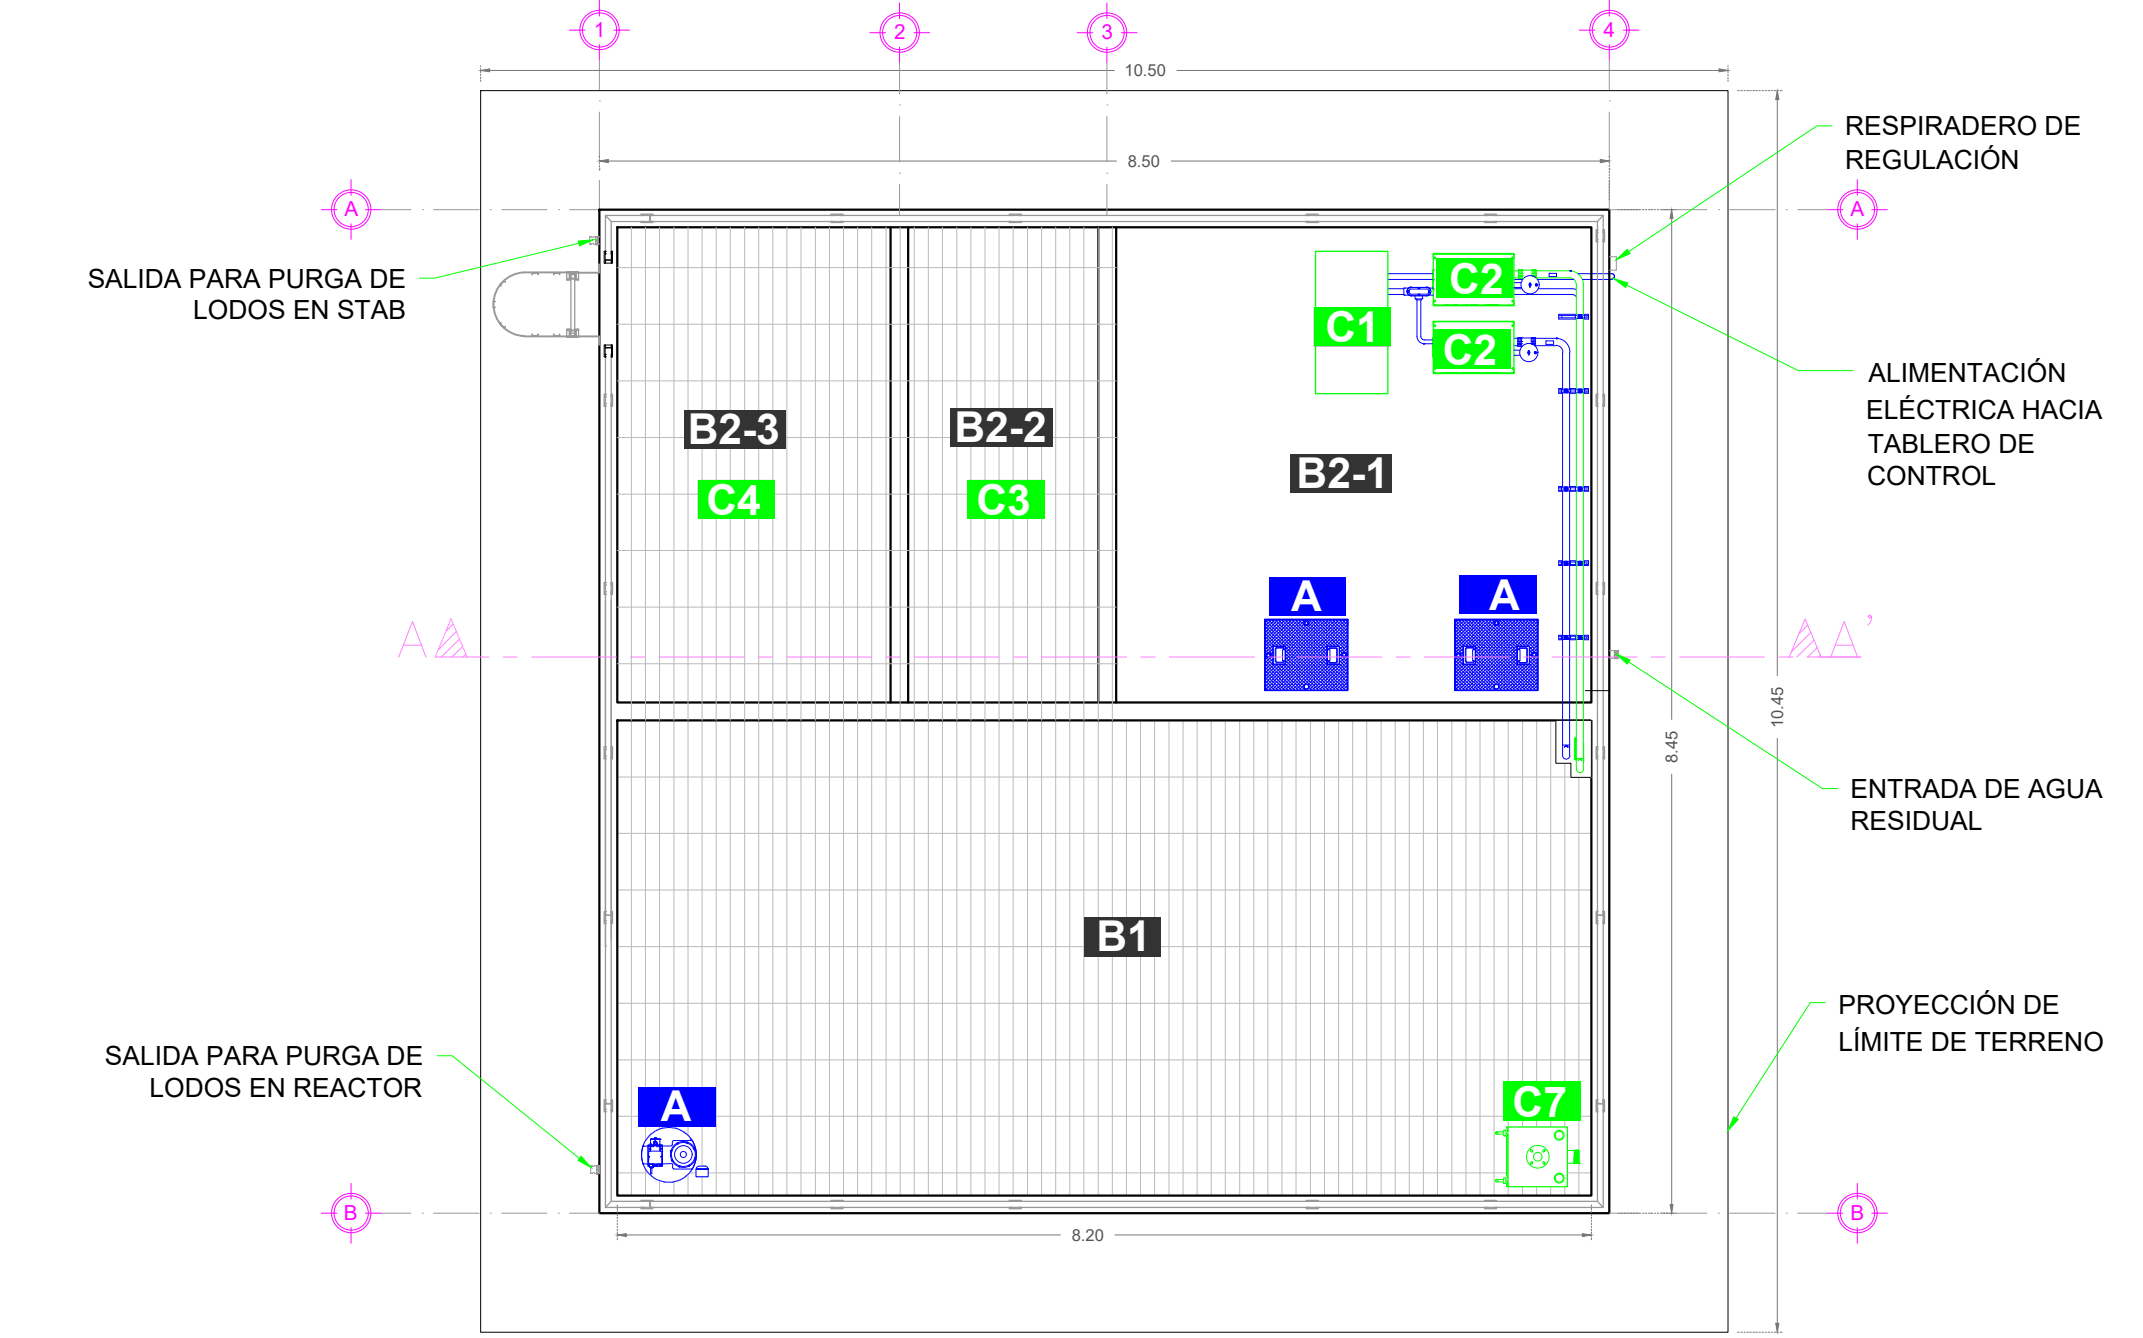 1
2
3
4
10.50
RESPIRADERO DE
REGULACIÓN
8.50
A
A
SALIDA PARA PURGA DE
LODOS EN STAB
C2
C1
C2
ALIMENTACIÓN
ELÉCTRICA HACIA
TABLERO DE
CONTROL
B2-3
B2-2
B2-1
C4
C3
A
A
A
A'
10.45
8.45
ENTRADA DE AGUA
RESIDUAL
B1
PROYECCIÓN DE
LÍMITE DE TERRENO
SALIDA PARA PURGA DE
LODOS EN REACTOR
A
C7
B
B
8.20